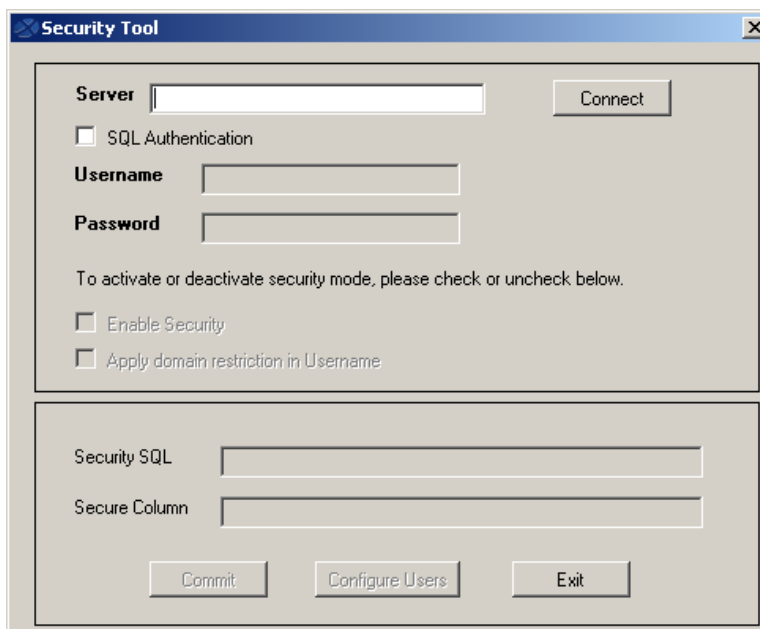 Security Tool
Server
Connect
SQL Authentication
Username
Password
To activate or deactivate security mode, please check or uncheck below.
Enable Security
Apply domain restriction in Username
Security SQL
Secure Column
Commit Configure Users Exit